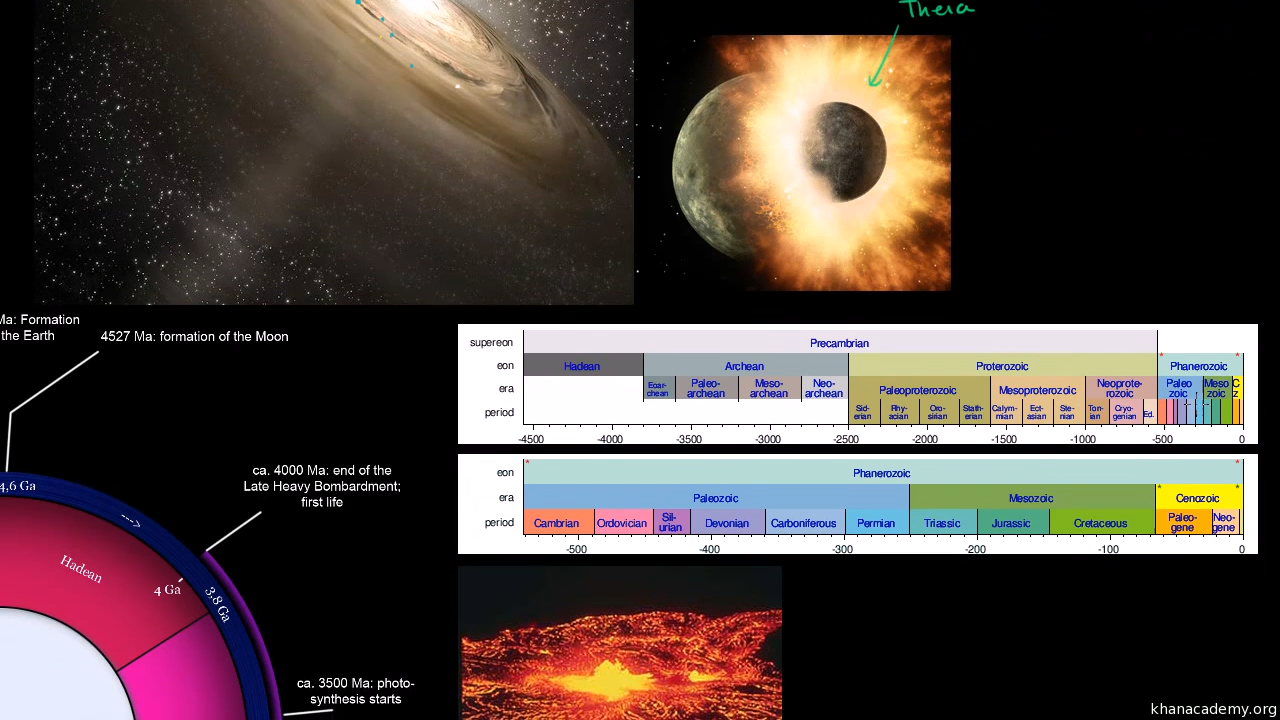 Thera
Ma: Formation
the Earth
4527 Ma: formation of the Moon
4,6 Ga
--->
ca. 4000 Ma: end of the
Late Heavy Bombardment;
first life
Hadean
4 Ga
3,8 Ga
ca. 3500 Ma: photo-
synthesis starts
supereon
Precambrian
eon
Hadean
Archean
Proterozoic
Phanerozoic
era
Eoar-
chean
Paleo-
archean
Meso-
archean
Neo-
archean
Paleoproterozoic
Mesoproterozoic
Neoprote-
rozoic
Paleo
zoic
Meso
zoic
C
z
period
Sid-
erian
Rhy-
acian
Oro-
sirian
Stath-
erian
Calym-
mian
Ect-
asian
Ste-
nian
Ton-
ian
Cryo-
genian
Ed.
-4500 -4000 -3500 -3000 -2500 -2000 -1500 -1000 -500 0
eon
Phanerozoic
era
Paleozoic
Mesozoic
Cenozoic
period
Cambrian
Ordovician
Sil-
urian
Devonian
Carboniferous
Permian
Triassic
Jurassic
Cretaceous
Paleo-
gene
Neo-
gene
-500 -400 -300 -200 -100 0
khanacademy.org